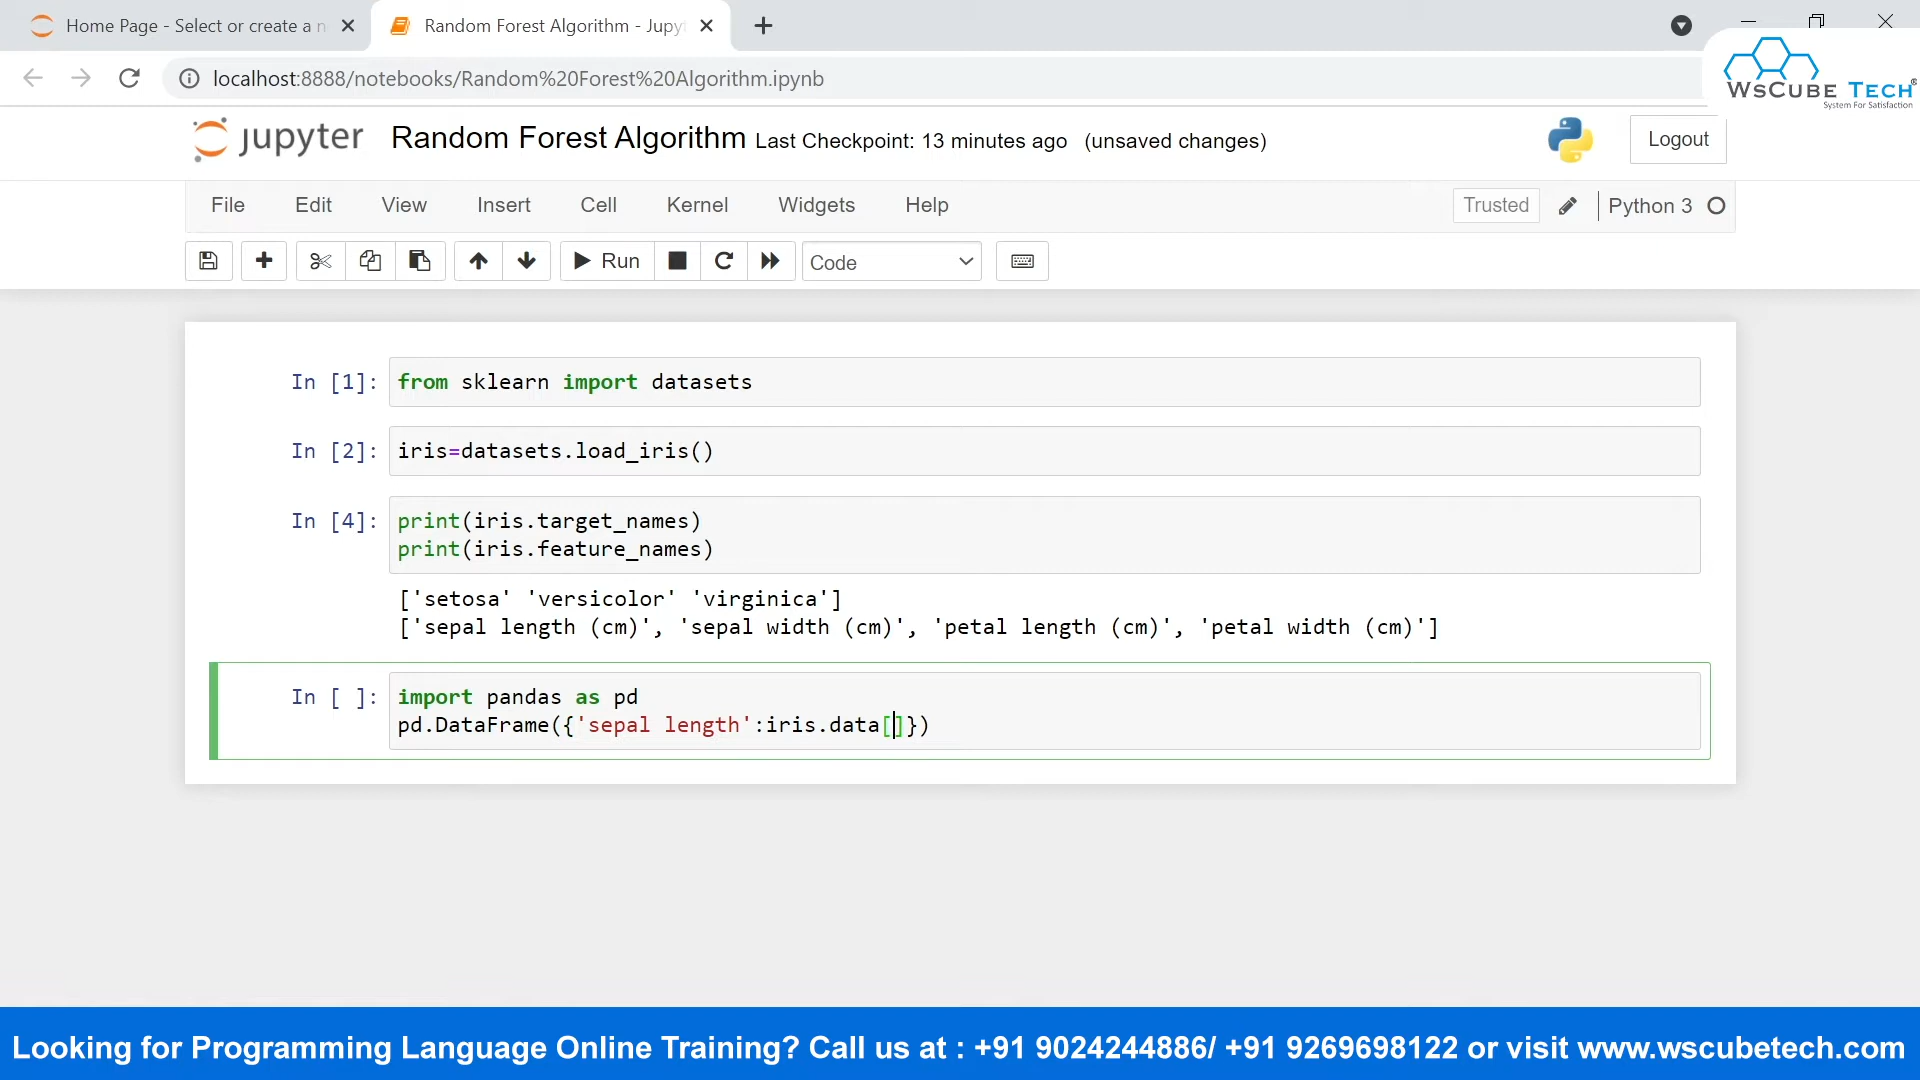 Home Page - Select or create a n
Random Forest Algorithm - Jupy
localhost:8888/notebooks/Random%20Forest%20Algorithm.ipynb
WsCube Tech®
System For Satisfaction
jupyter Random Forest Algorithm Last Checkpoint: 13 minutes ago (unsaved changes)
Logout
File Edit View Insert Cell Kernel Widgets Help
Trusted Python 3
Run Code
In [1]: from sklearn import datasets
In [2]: iris=datasets.load_iris()
In [4]: print(iris.target_names)
print(iris.feature_names)
['setosa' 'versicolor' 'virginica']
['sepal length (cm)', 'sepal width (cm)', 'petal length (cm)', 'petal width (cm)']
In [ ]: import pandas as pd
pd.DataFrame({'sepal length':iris.data[]})
Looking for Programming Language Online Training? Call us at : +91 9024244886/ +91 9269698122 or visit www.wscubetech.com